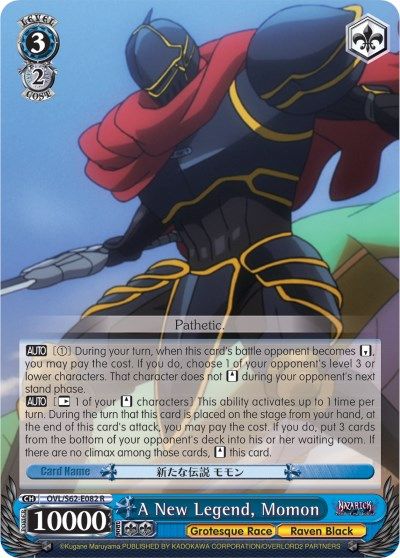 LEVEL
3
2
COST
Pathetic.
AUTO [①] During your turn, when this card's battle opponent becomes , you may pay the cost. If you do, choose 1 of your opponent's level 3 or lower characters. That character does not during your opponent's next stand phase.
AUTO [ 1 of your characters] This ability activates up to 1 time per turn. During the turn that this card is placed on the stage from your hand, at the end of this card's attack, you may pay the cost. If you do, put 3 cards from the bottom of your opponent's deck into his or her waiting room. If there are no climax among those cards, .
Card Name 新たな伝説 モモン
CH OVL/S62-E082 R
10000
A New Legend, Momon
NAZARICK
Grotesque Race
Raven Black
©Kugane Maruyama,PUBLISHED BY KADOKAWA CORPORATION/OVERLORD2 PARTNERS